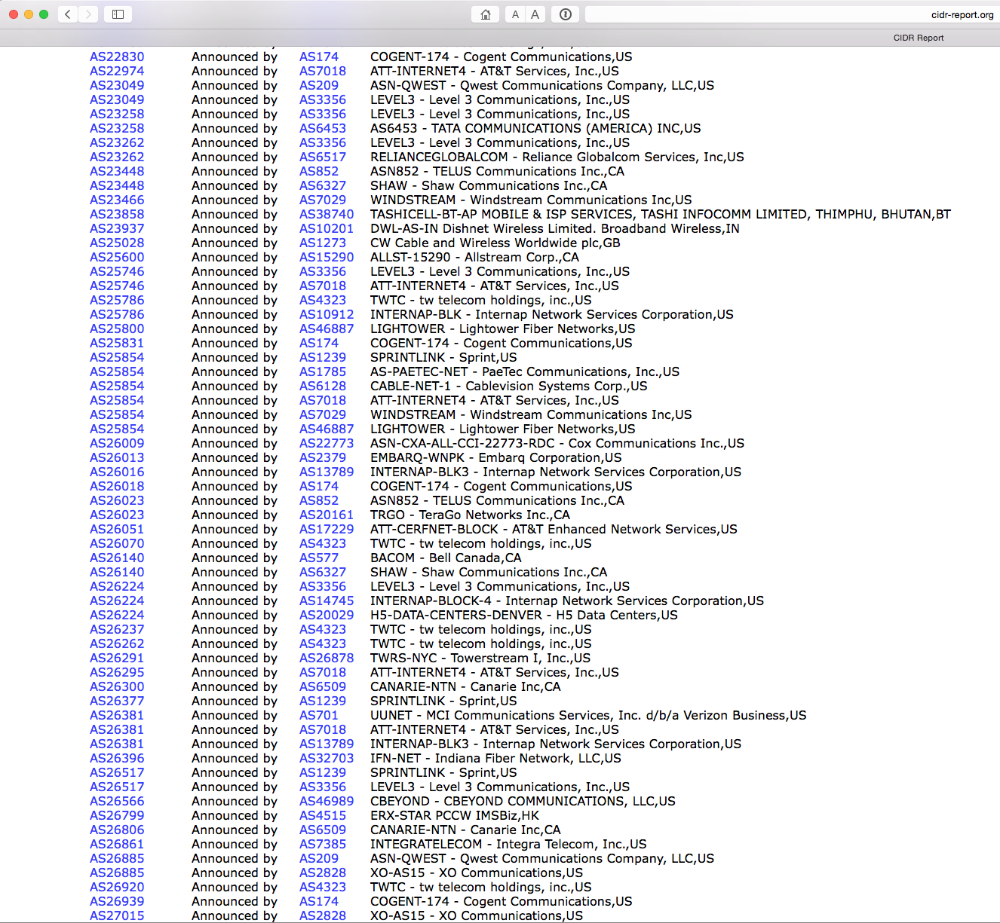 cidr-report.org
A A
CIDR Report
AS22830 Announced by AS174 COGENT-174 - Cogent Communications,US
AS22974 Announced by AS7018 ATT-INTERNET4 - AT&T Services, Inc.,US
AS23049 Announced by AS209 ASN-QWEST - Qwest Communications Company, LLC,US
AS23049 Announced by AS3356 LEVEL3 - Level 3 Communications, Inc.,US
AS23258 Announced by AS3356 LEVEL3 - Level 3 Communications, Inc.,US
AS23258 Announced by AS6453 AS6453 - TATA COMMUNICATIONS (AMERICA) INC,US
AS23262 Announced by AS3356 LEVEL3 - Level 3 Communications, Inc.,US
AS23262 Announced by AS6517 RELIANCEGLOBALCOM - Reliance Globalcom Services, Inc,US
AS23448 Announced by AS852 ASN852 - TELUS Communications Inc.,CA
AS23448 Announced by AS6327 SHAW - Shaw Communications Inc.,CA
AS23466 Announced by AS7029 WINDSTREAM - Windstream Communications Inc,US
AS23858 Announced by AS38740 TASHICELL-BT-AP MOBILE & ISP SERVICES, TASHI INFOCOMM LIMITED, THIMPHU, BHUTAN,BT
AS23937 Announced by AS10201 DWL-AS-IN Dishnet Wireless Limited. Broadband Wireless,IN
AS25028 Announced by AS1273 CW Cable and Wireless Worldwide plc,GB
AS25600 Announced by AS15290 ALLST-15290 - Allstream Corp.,CA
AS25746 Announced by AS3356 LEVEL3 - Level 3 Communications, Inc.,US
AS25746 Announced by AS7018 ATT-INTERNET4 - AT&T Services, Inc.,US
AS25786 Announced by AS4323 TWTC - tw telecom holdings, inc.,US
AS25786 Announced by AS10912 INTERNAP-BLK - Internap Network Services Corporation,US
AS25800 Announced by AS46887 LIGHTOWER - Lightower Fiber Networks,US
AS25831 Announced by AS174 COGENT-174 - Cogent Communications,US
AS25854 Announced by AS1239 SPRINTLINK - Sprint,US
AS25854 Announced by AS1785 AS-PAETEC-NET - PaeTec Communications, Inc.,US
AS25854 Announced by AS6128 CABLE-NET-1 - Cablevision Systems Corp.,US
AS25854 Announced by AS7018 ATT-INTERNET4 - AT&T Services, Inc.,US
AS25854 Announced by AS7029 WINDSTREAM - Windstream Communications Inc,US
AS25854 Announced by AS46887 LIGHTOWER - Lightower Fiber Networks,US
AS26009 Announced by AS22773 ASN-CXA-ALL-CCI-22773-RDC - Cox Communications Inc.,US
AS26013 Announced by AS2379 EMBARQ-WNPK - Embarq Corporation,US
AS26016 Announced by AS13789 INTERNAP-BLK3 - Internap Network Services Corporation,US
AS26018 Announced by AS174 COGENT-174 - Cogent Communications,US
AS26023 Announced by AS852 ASN852 - TELUS Communications Inc.,CA
AS26023 Announced by AS20161 TRGO - TeraGo Networks Inc.,CA
AS26051 Announced by AS17229 ATT-CERFNET-BLOCK - AT&T Enhanced Network Services,US
AS26070 Announced by AS4323 TWTC - tw telecom holdings, inc.,US
AS26140 Announced by AS577 BACOM - Bell Canada,CA
AS26140 Announced by AS6327 SHAW - Shaw Communications Inc.,CA
AS26224 Announced by AS3356 LEVEL3 - Level 3 Communications, Inc.,US
AS26224 Announced by AS14745 INTERNAP-BLOCK-4 - Internap Network Services Corporation,US
AS26224 Announced by AS20029 H5-DATA-CENTERS-DENVER - H5 Data Centers,US
AS26237 Announced by AS4323 TWTC - tw telecom holdings, inc.,US
AS26262 Announced by AS4323 TWTC - tw telecom holdings, inc.,US
AS26291 Announced by AS26878 TWRS-NYC - Towerstream I, Inc.,US
AS26295 Announced by AS7018 ATT-INTERNET4 - AT&T Services, Inc.,US
AS26300 Announced by AS6509 CANARIE-NTN - Canarie Inc,CA
AS26377 Announced by AS1239 SPRINTLINK - Sprint,US
AS26381 Announced by AS701 UUNET - MCI Communications Services, Inc. d/b/a Verizon Business,US
AS26381 Announced by AS7018 ATT-INTERNET4 - AT&T Services, Inc.,US
AS26381 Announced by AS13789 INTERNAP-BLK3 - Internap Network Services Corporation,US
AS26396 Announced by AS32703 IFN-NET - Indiana Fiber Network, LLC,US
AS26517 Announced by AS1239 SPRINTLINK - Sprint,US
AS26517 Announced by AS3356 LEVEL3 - Level 3 Communications, Inc.,US
AS26566 Announced by AS46989 CBEYOND - CBEYOND COMMUNICATIONS, LLC,US
AS26799 Announced by AS4515 ERX-STAR PCCW IMSBiz,HK
AS26806 Announced by AS6509 CANARIE-NTN - Canarie Inc,CA
AS26861 Announced by AS7385 INTEGRATELECOM - Integra Telecom, Inc.,US
AS26885 Announced by AS209 ASN-QWEST - Qwest Communications Company, LLC,US
AS26885 Announced by AS2828 XO-AS15 - XO Communications,US
AS26920 Announced by AS4323 TWTC - tw telecom holdings, inc.,US
AS26939 Announced by AS174 COGENT-174 - Cogent Communications,US
AS27015 Announced by AS2828 XO-AS15 - XO Communications,US